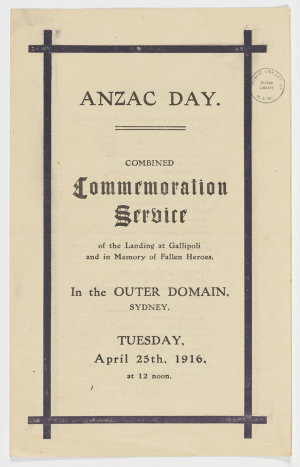 ANZAC DAY.
COMBINED
Commemoration
Service
of the Landing at Gallipoli
and in Memory of Fallen Heroes.
In the OUTER DOMAIN,
SYDNEY.
TUESDAY,
April 25th, 1916,
at 12 noon.